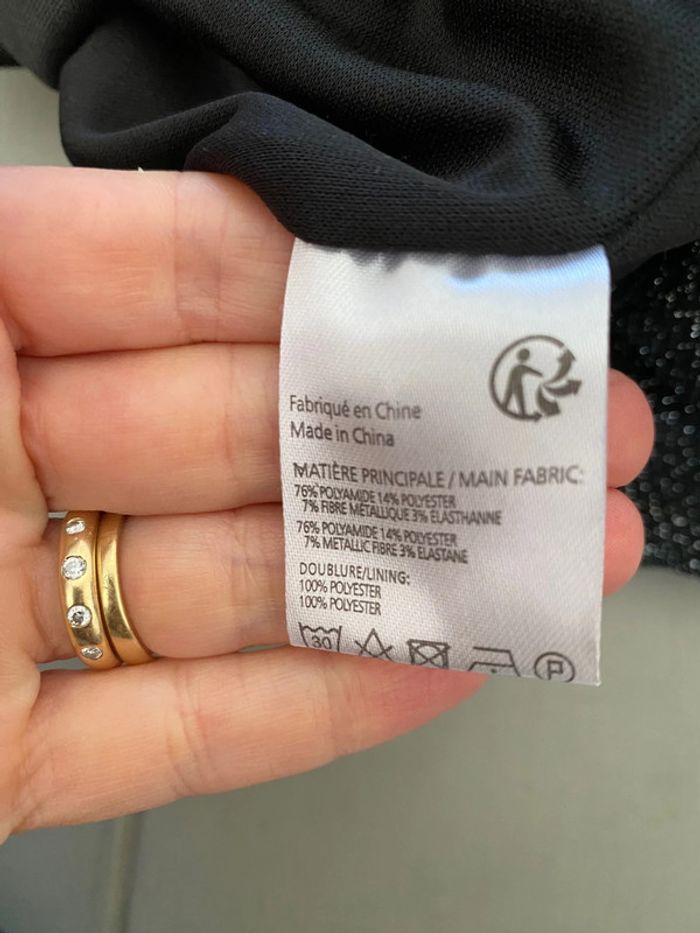 Fabriqué en Chine
Made in China
MATIÈRE PRINCIPALE / MAIN FABRIC:
76% POLYAMIDE 14% POLYESTER
7% FIBRE MÉTALLIQUE 3% ÉLASTHANNE
76% POLYAMIDE 14% POLYESTER
7% METALLIC FIBRE 3% ELASTANE
DOUBLURE/LINING:
100% POLYESTER
100% POLYESTER
30 P